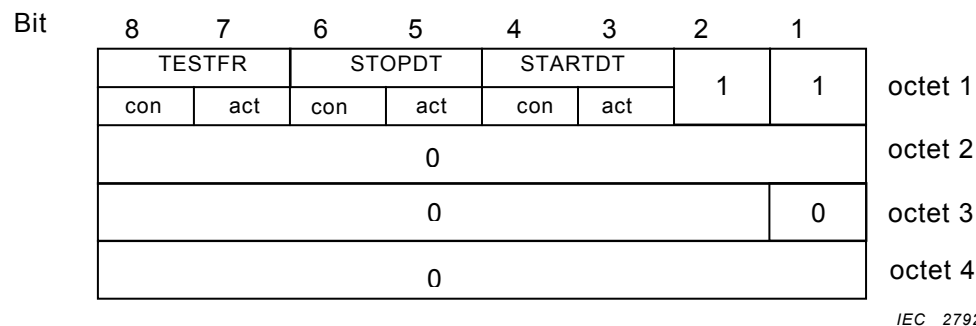 Bit 8 7 6 5 4 3 2 1
TESTFR STOPDT STARTDT 1 1 octet 1
con act con act con act
0 octet 2
0 0 octet 3
0 octet 4
IEC 2792